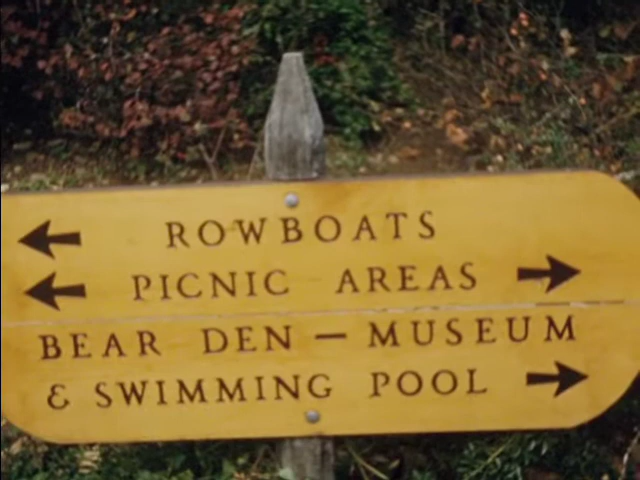 ROWBOATS
PICNIC AREAS
BEAR DEN — MUSEUM
& SWIMMING POOL